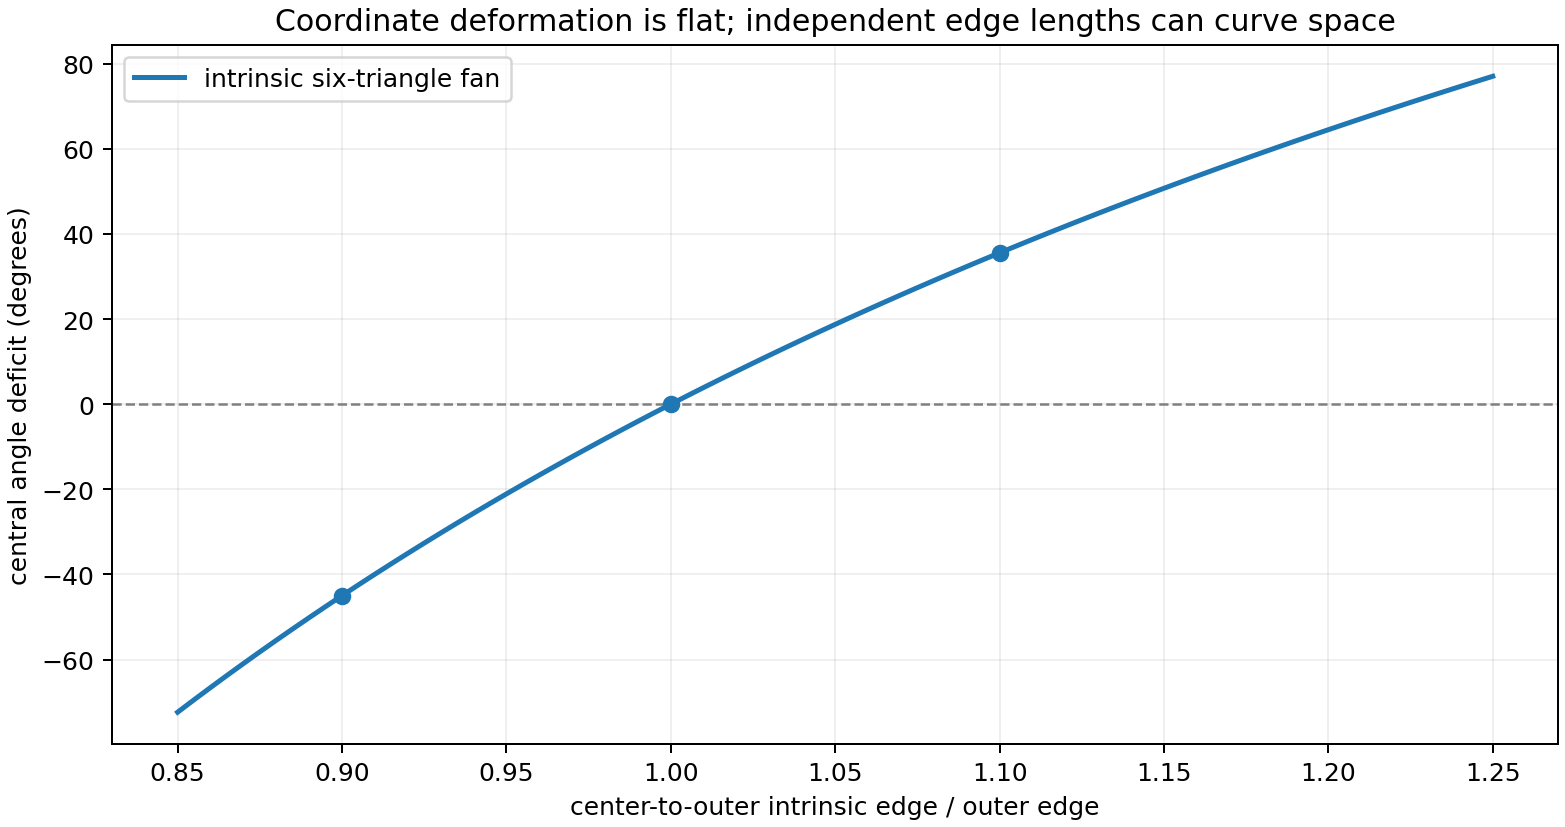 Coordinate deformation is flat; independent edge lengths can curve space
intrinsic six-triangle fan
central angle deficit (degrees)
80
60
40
20
0
−20
−40
−60
0.85 0.90 0.95 1.00 1.05 1.10 1.15 1.20 1.25
center-to-outer intrinsic edge / outer edge